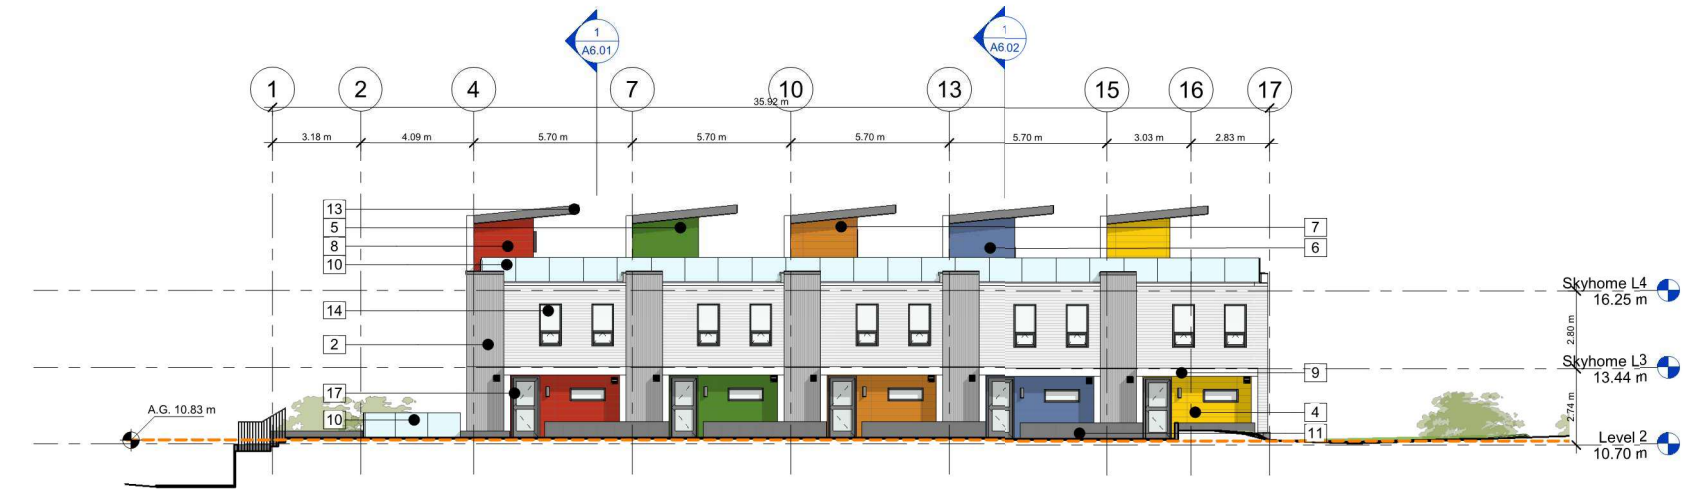 1
A6.01
1
A6.02
1 2 4 7 10 13 15 16 17
35.92 m
3.18 m 4.09 m 5.70 m 5.70 m 5.70 m 5.70 m 3.03 m 2.83 m
13
5
8
10
7
6
14
2
17
10
9
4
11
Skyhome L4
16.25 m
2.80 m
Skyhome L3
13.44 m
2.74 m
A.G. 10.83 m
Level 2
10.70 m